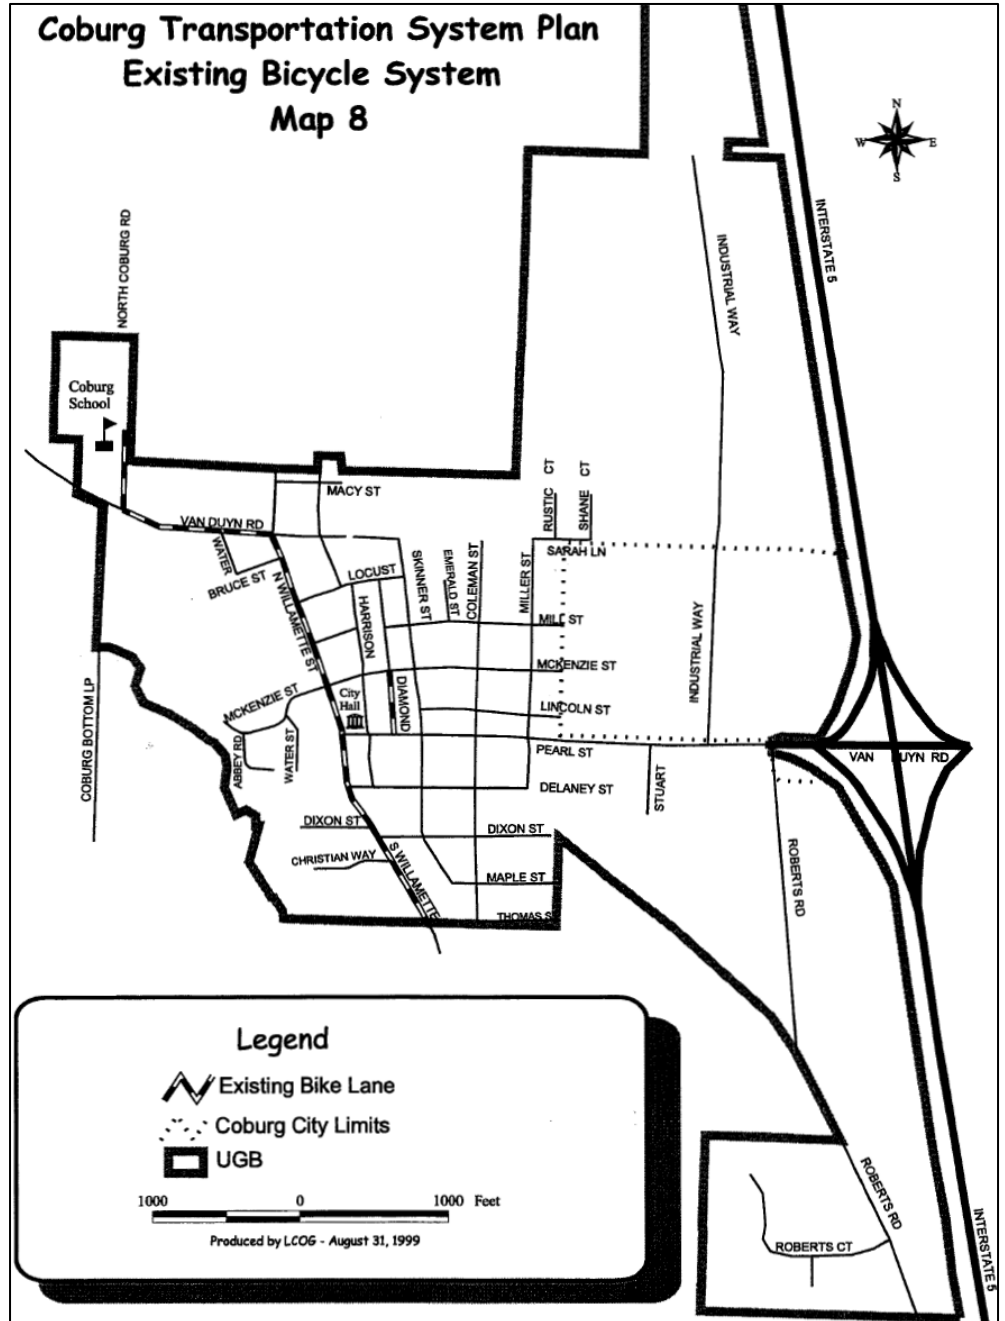 Coburg Transportation System Plan
Existing Bicycle System
Map 8
N
W
E
S
INTERSTATE 5
INDUSTRIAL WAY
NORTH COBURG RD
Coburg
School
MACY ST
RUSTIC CT
SHANE CT
VAN DUYN RD
WATER
BRUCE ST
N WILLAMETTE ST
LOCUST
HARRISON
SKINNER ST
EMERALD ST
COLEMAN ST
MILLER ST
SARAH LN
MILL ST
INDUSTRIAL WAY
MCKENZIE ST
MCKENZIE ST
City
Hall
DIAMOND
LINCOLN ST
COBURG BOTTOM LP
ABBEY RD
WATER ST
PEARL ST
VAN DUYN RD
DELANEY ST
STUART
DIXON ST
DIXON ST
CHRISTIAN WAY
S WILLAMETTE
MAPLE ST
THOMAS S
ROBERTS RD
Legend
Existing Bike Lane
Coburg City Limits
UGB
1000 0 1000 Feet
Produced by LCOG - August 31, 1999
ROBERTS RD
ROBERTS CT
INTERSTATE 5